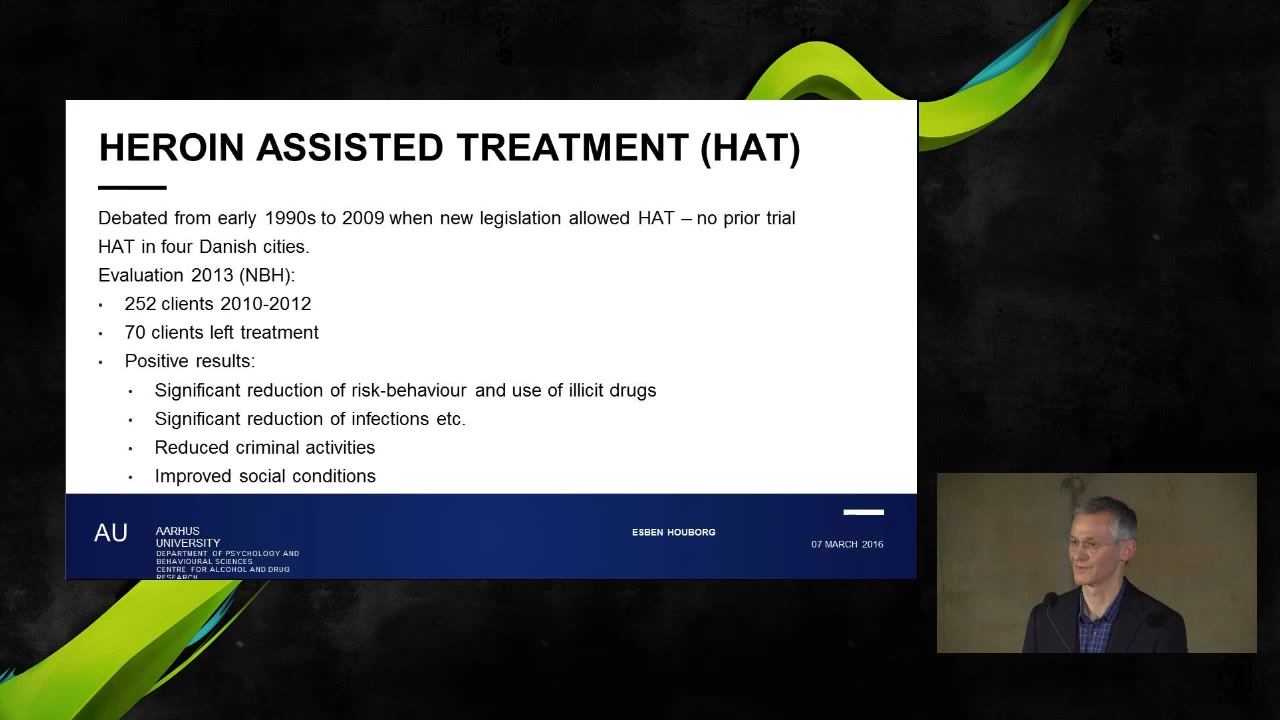 HEROIN ASSISTED TREATMENT (HAT)
Debated from early 1990s to 2009 when new legislation allowed HAT – no prior trial
HAT in four Danish cities.
Evaluation 2013 (NBH):
• 252 clients 2010-2012
• 70 clients left treatment
• Positive results:
• Significant reduction of risk-behaviour and use of illicit drugs
• Significant reduction of infections etc.
• Reduced criminal activities
• Improved social conditions
AU
AARHUS
UNIVERSITY
DEPARTMENT OF PSYCHOLOGY AND
BEHAVIOURAL SCIENCES
CENTRE FOR ALCOHOL AND DRUG
RESEARCH
ESBEN HOUBORG
07 MARCH 2016